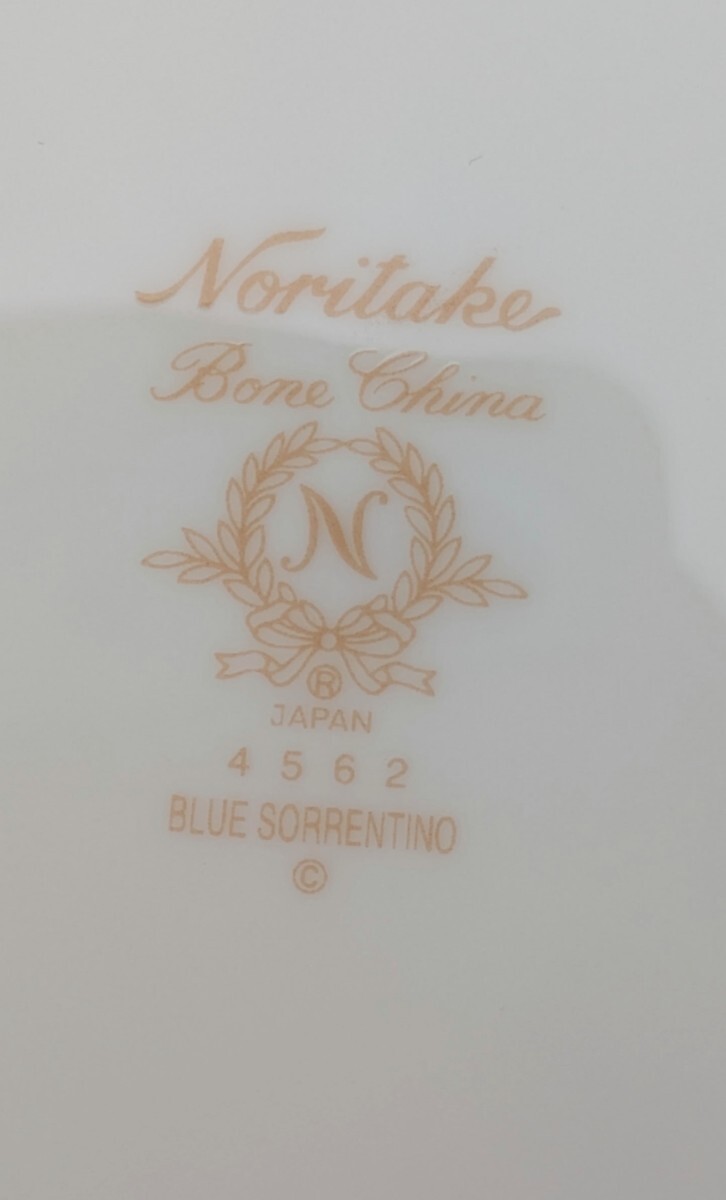 Noritake
Bone China
N
®
JAPAN
4562
BLUE SORRENTINO
©